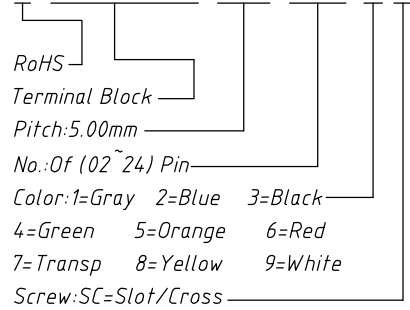 RoHS
Terminal Block
Pitch:5.00mm
No.:Of (02~24) Pin
Color:1=Gray 2=Blue 3=Black
4=Green 5=Orange 6=Red
7=Transp 8=Yellow 9=White
Screw:SC=Slot/Cross